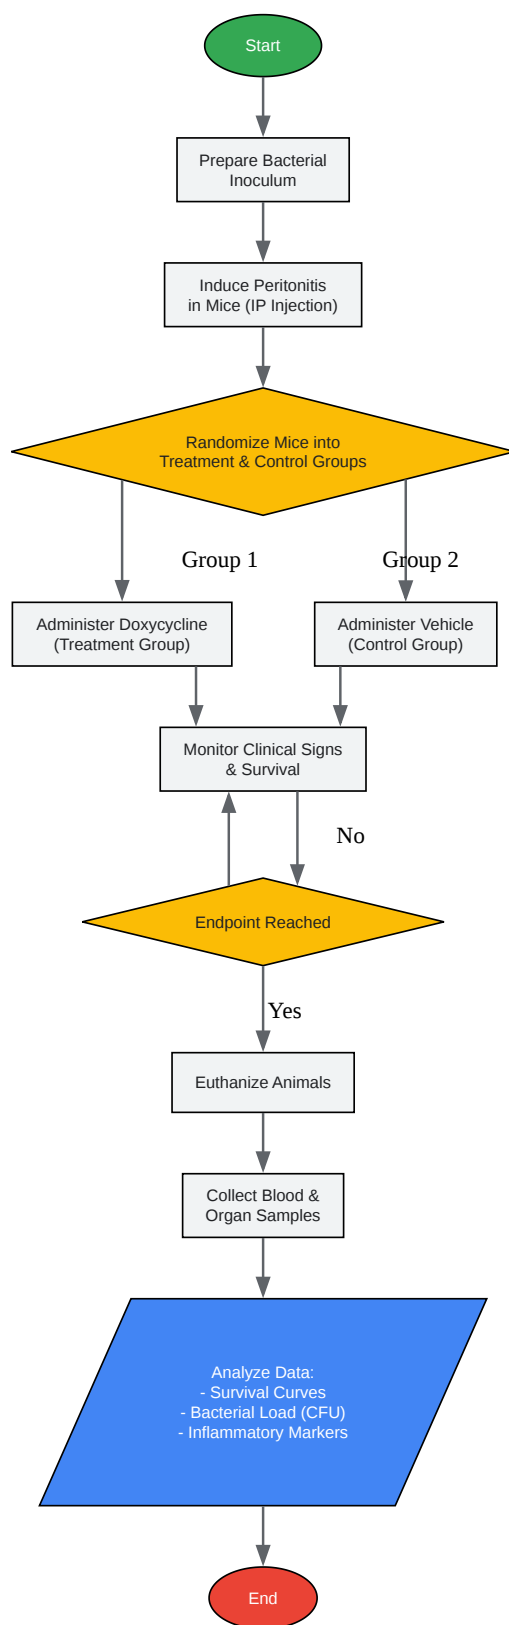 Start
Prepare Bacterial
Inoculum
Induce Peritonitis
in Mice (IP Injection)
Randomize Mice into
Treatment & Control Groups
Group 1
Group 2
Administer Doxycycline
(Treatment Group)
Administer Vehicle
(Control Group)
Monitor Clinical Signs
& Survival
No
Endpoint Reached
Yes
Euthanize Animals
Collect Blood &
Organ Samples
Analyze Data:
- Survival Curves
- Bacterial Load (CFU)
- Inflammatory Markers
End